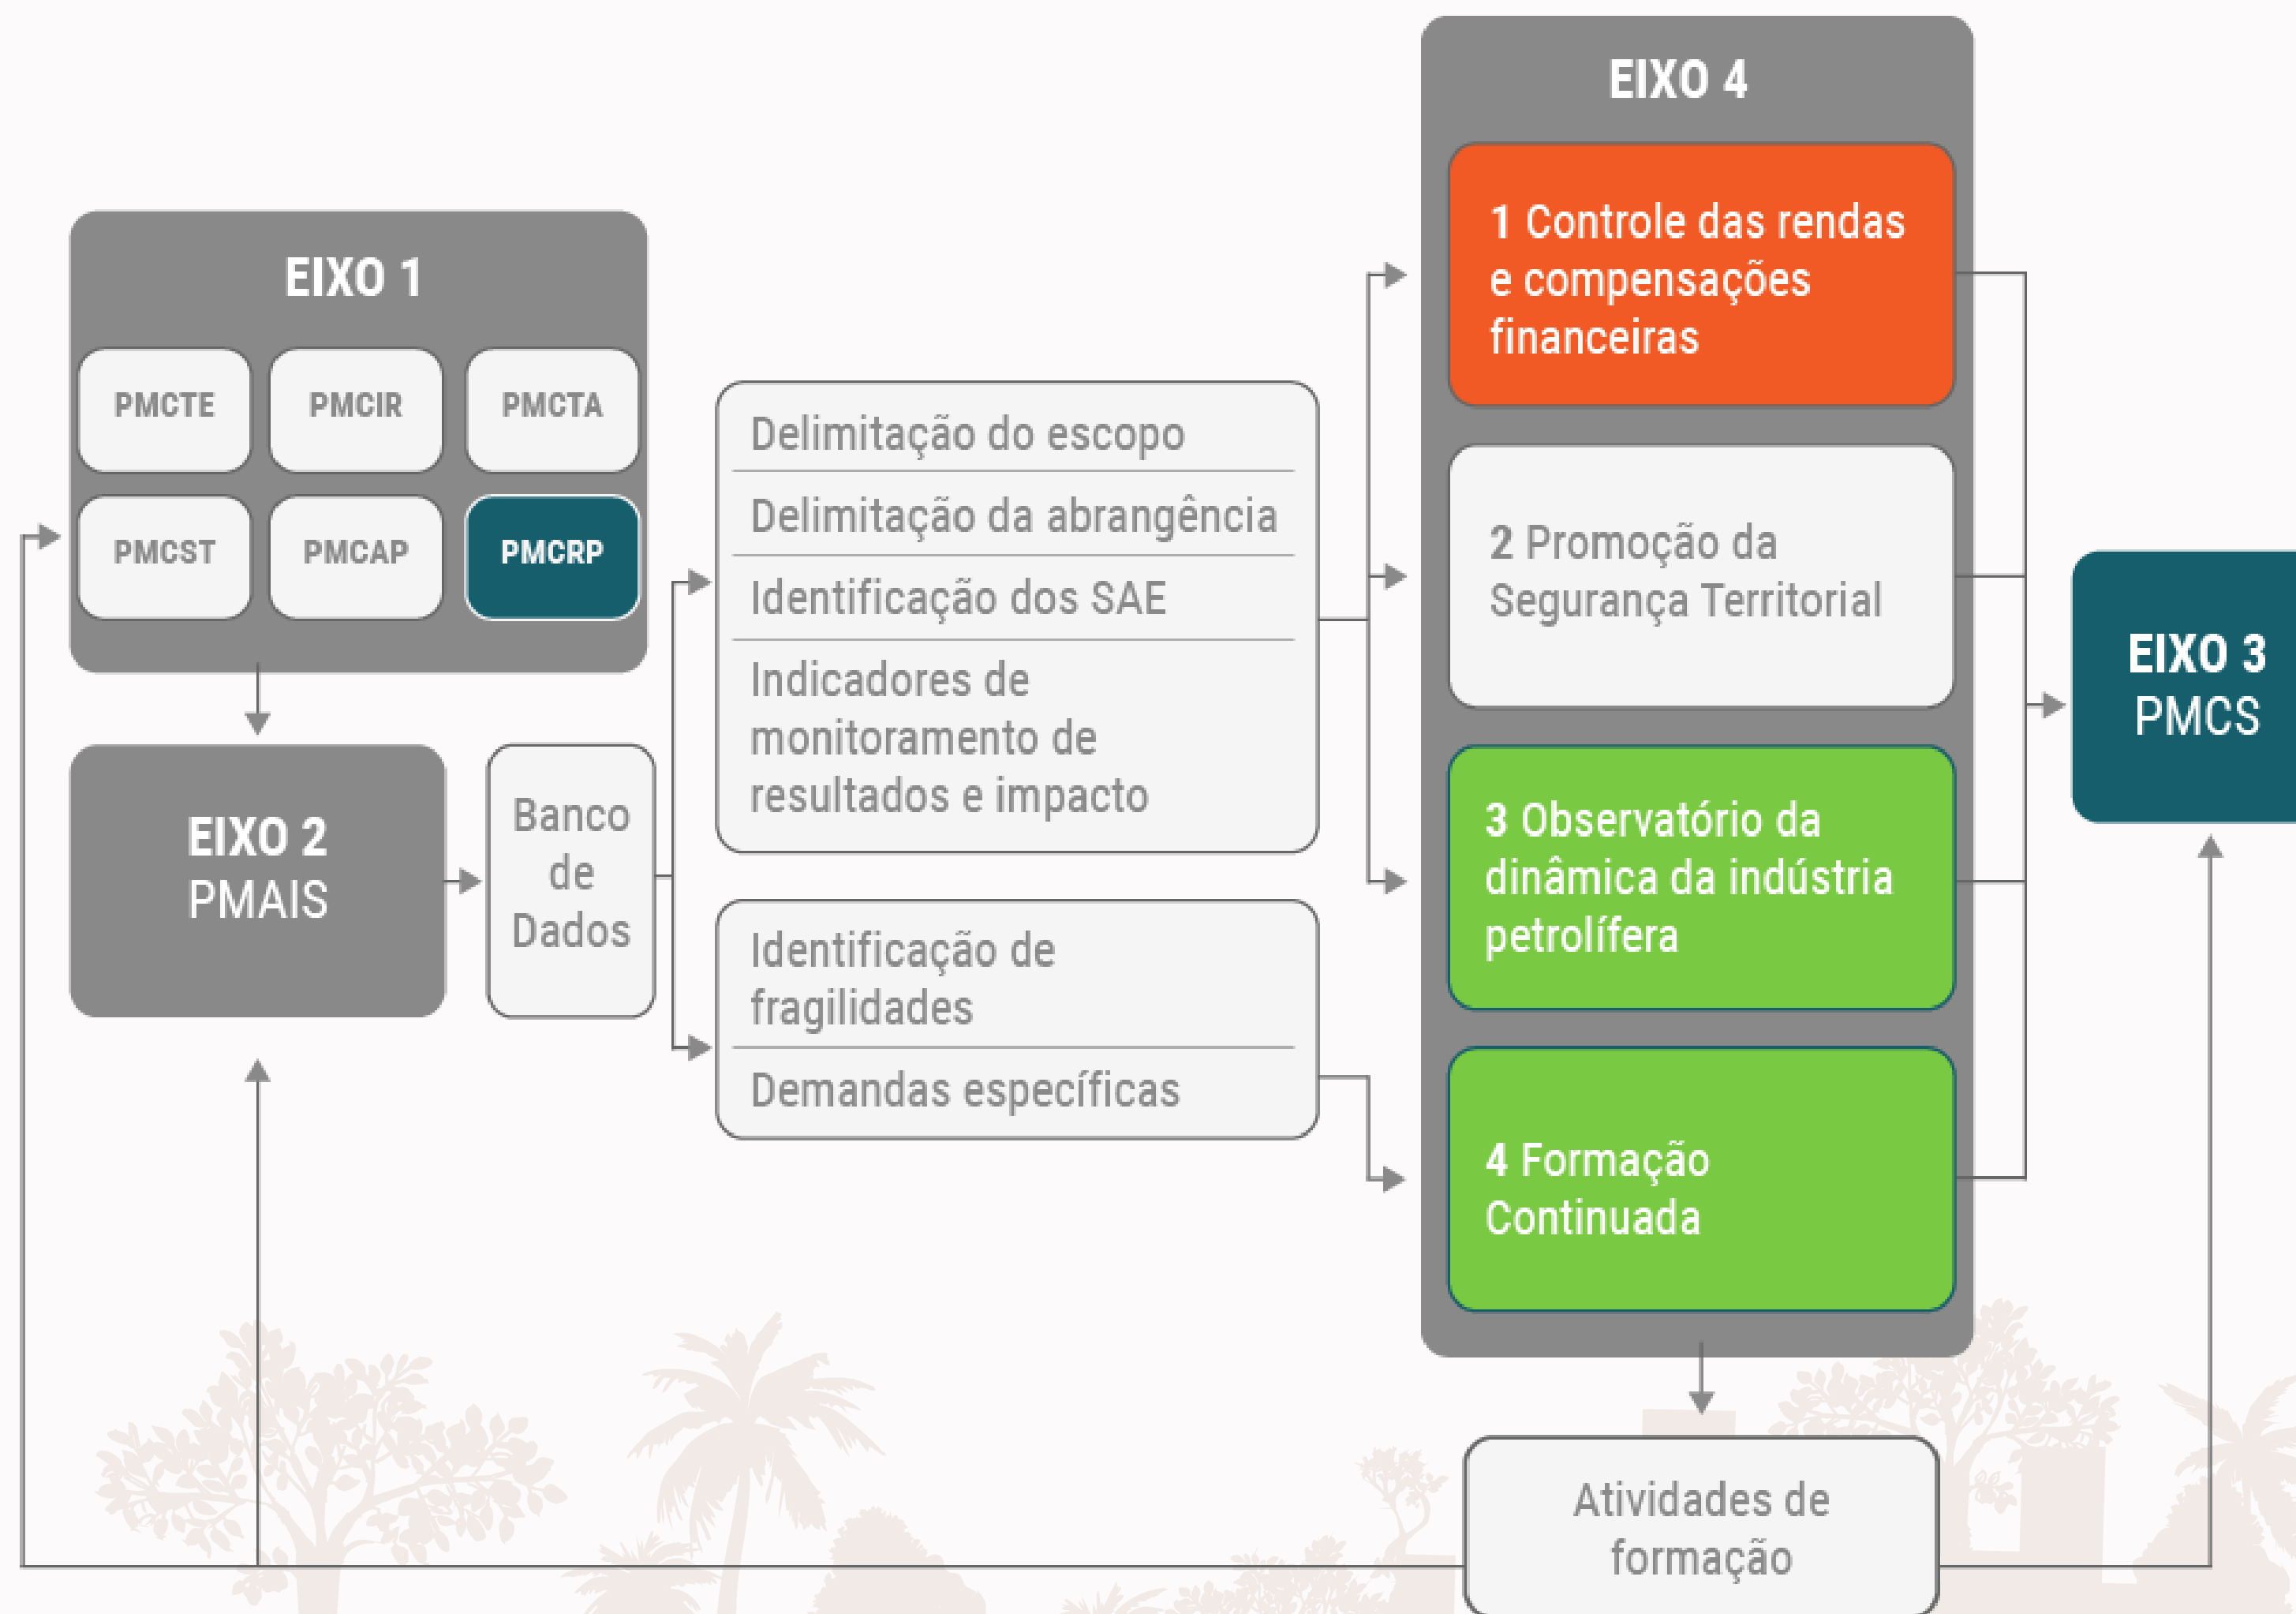 EIXO 1
PMCTE
PMCIR
PMCTA
PMCST
PMCAP
PMCRP
EIXO 2
PMAIS
Banco
de
Dados
Delimitação do escopo
Delimitação da abrangência
Identificação dos SAE
Indicadores de
monitoramento de
resultados e impacto
Identificação de
fragilidades
Demandas específicas
EIXO 4
1 Controle das rendas
e compensações
financeiras
2 Promoção da
Segurança Territorial
3 Observatório da
dinâmica da indústria
petrolífera
4 Formação
Continuada
Atividades de
formação
EIXO 3
PMCS